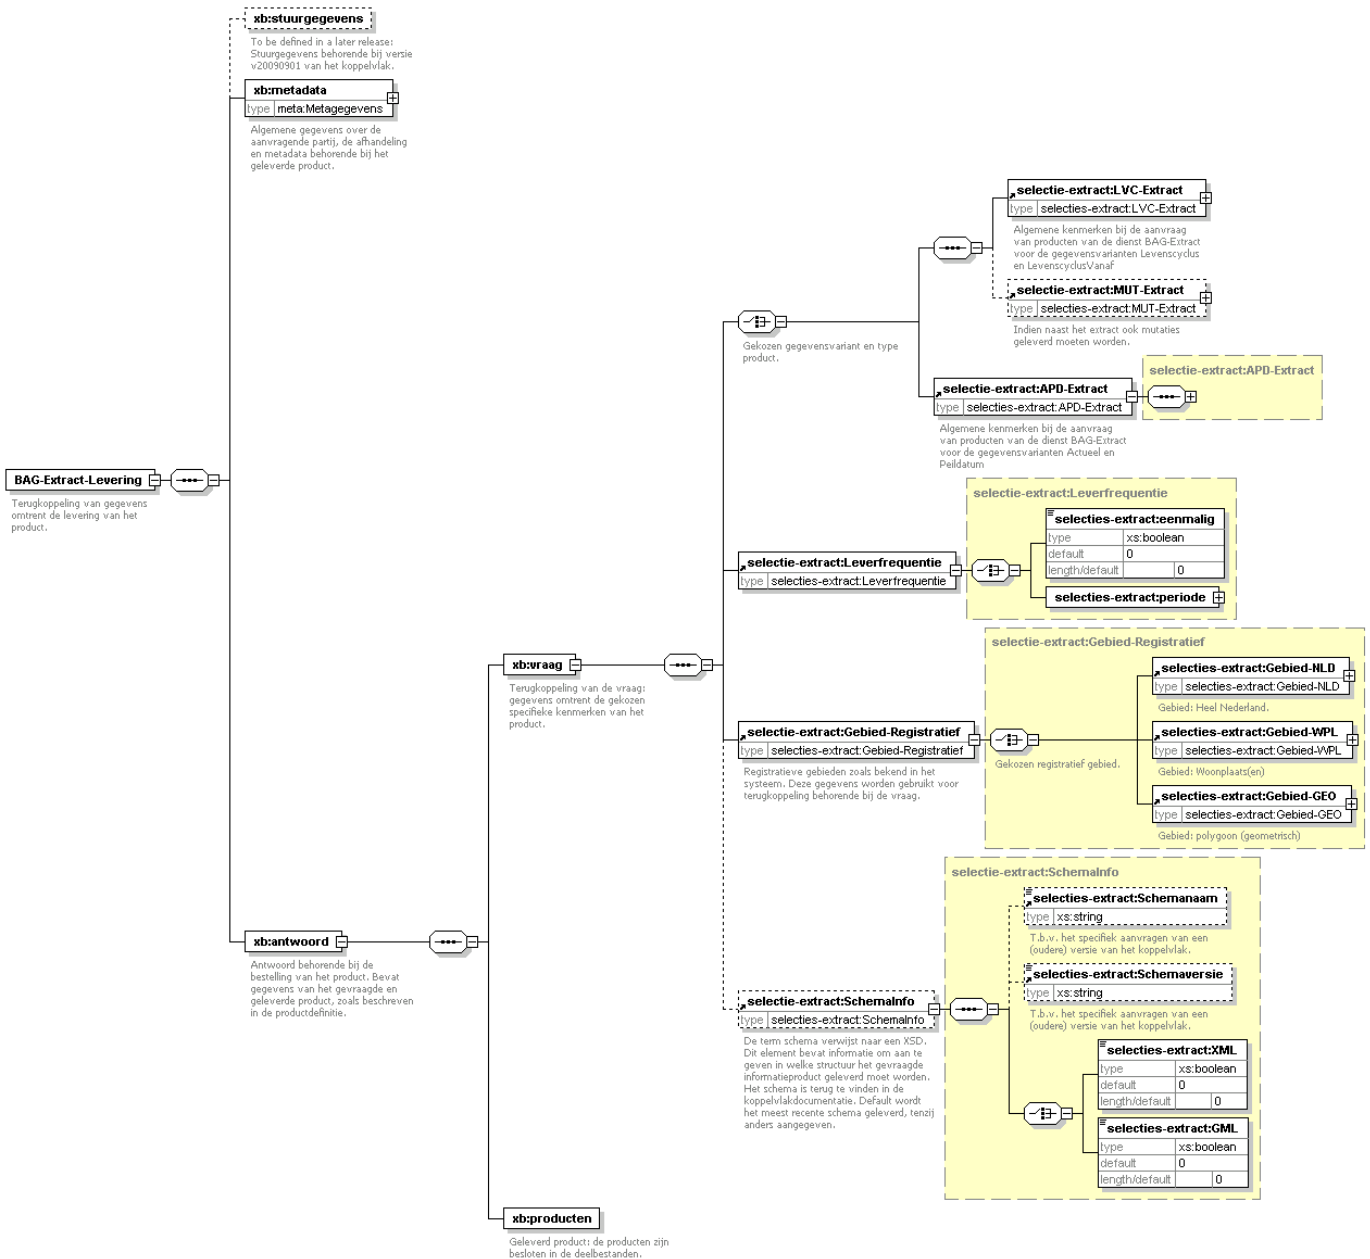 xb:stuurgegevens
To be defined in a later release:
Stuurgegevens behorende bij versie
v20090901 van het koppelvlak.
xb:metadata
type meta:Metagegevens
Algemene gegevens over de
aanvragende partij, de afhandeling
en metadata behorende bij het
geleverde product.
selectie-extract:LVC-Extract
type selecties-extract:LVC-Extract
Algemene kenmerken bij de aanvraag
van producten van de dienst BAG-Extract
voor de gegevensvarianten Levenscyclus
en LevenscyclusVanaf
selectie-extract:MUT-Extract
type selecties-extract:MUT-Extract
Indien naast het extract ook mutaties
geleverd moeten worden.
Gekozen gegevensvariant en type
product.
selectie-extract:APD-Extract
selectie-extract:APD-Extract
type selecties-extract:APD-Extract
Algemene kenmerken bij de aanvraag
van producten van de dienst BAG-Extract
voor de gegevensvarianten Actueel en
Peildatum
BAG-Extract-Levering
Terugkoppeling van gegevens
omtrent de levering van het
product.
selectie-extract:Leverfrequentie
selecties-extract:eenmalig
type xs:boolean
default 0
length/default 0
selectie-extract:Leverfrequentie
type selecties-extract:Leverfrequentie
selecties-extract:periode
selectie-extract:Gebied-Registratief
xb:vraag
Terugkoppeling van de vraag:
gegevens omtrent de gekozen
specifieke kenmerken van het
product.
selecties-extract:Gebied-NLD
type selecties-extract:Gebied-NLD
Gebied: Heel Nederland.
selectie-extract:Gebied-Registratief
type selecties-extract:Gebied-Registratief
Registratieve gebieden zoals bekend in het
systeem. Deze gegevens worden gebruikt voor
terugkoppeling behorende bij de vraag.
Gekozen registratief gebied.
selecties-extract:Gebied-WPL
type selecties-extract:Gebied-WPL
Gebied: Woonplaats(en)
selecties-extract:Gebied-GEO
type selecties-extract:Gebied-GEO
Gebied: polygoon (geometrisch)
selectie-extract:SchemaInfo
selecties-extract:Schemanaam
type xs:string
T.b.v. het specifiek aanvragen van een
(oudere) versie van het koppelvlak.
xb:antwoord
Antwoord behorende bij de
bestelling van het product. Bevat
gegevens van het gevraagde en
geleverde product, zoals beschreven
in de productdefinitie.
selecties-extract:Schemaversie
type xs:string
T.b.v. het specifiek aanvragen van een
(oudere) versie van het koppelvlak.
selectie-extract:SchemaInfo
type selecties-extract:SchemaInfo
De term schema verwijst naar een XSD.
Dit element bevat informatie om aan te
geven in welke structuur het gevraagde
informatieproduct geleverd moet worden.
Het schema is terug te vinden in de
koppelvlakdocumentatie. Default wordt
het meest recente schema geleverd, tenzij
anders aangegeven.
selecties-extract:XML
type xs:boolean
default 0
length/default 0
selecties-extract:GML
type xs:boolean
default 0
length/default 0
xb:producten
Geleverd product: de producten zijn
besloten in de deelbestanden.